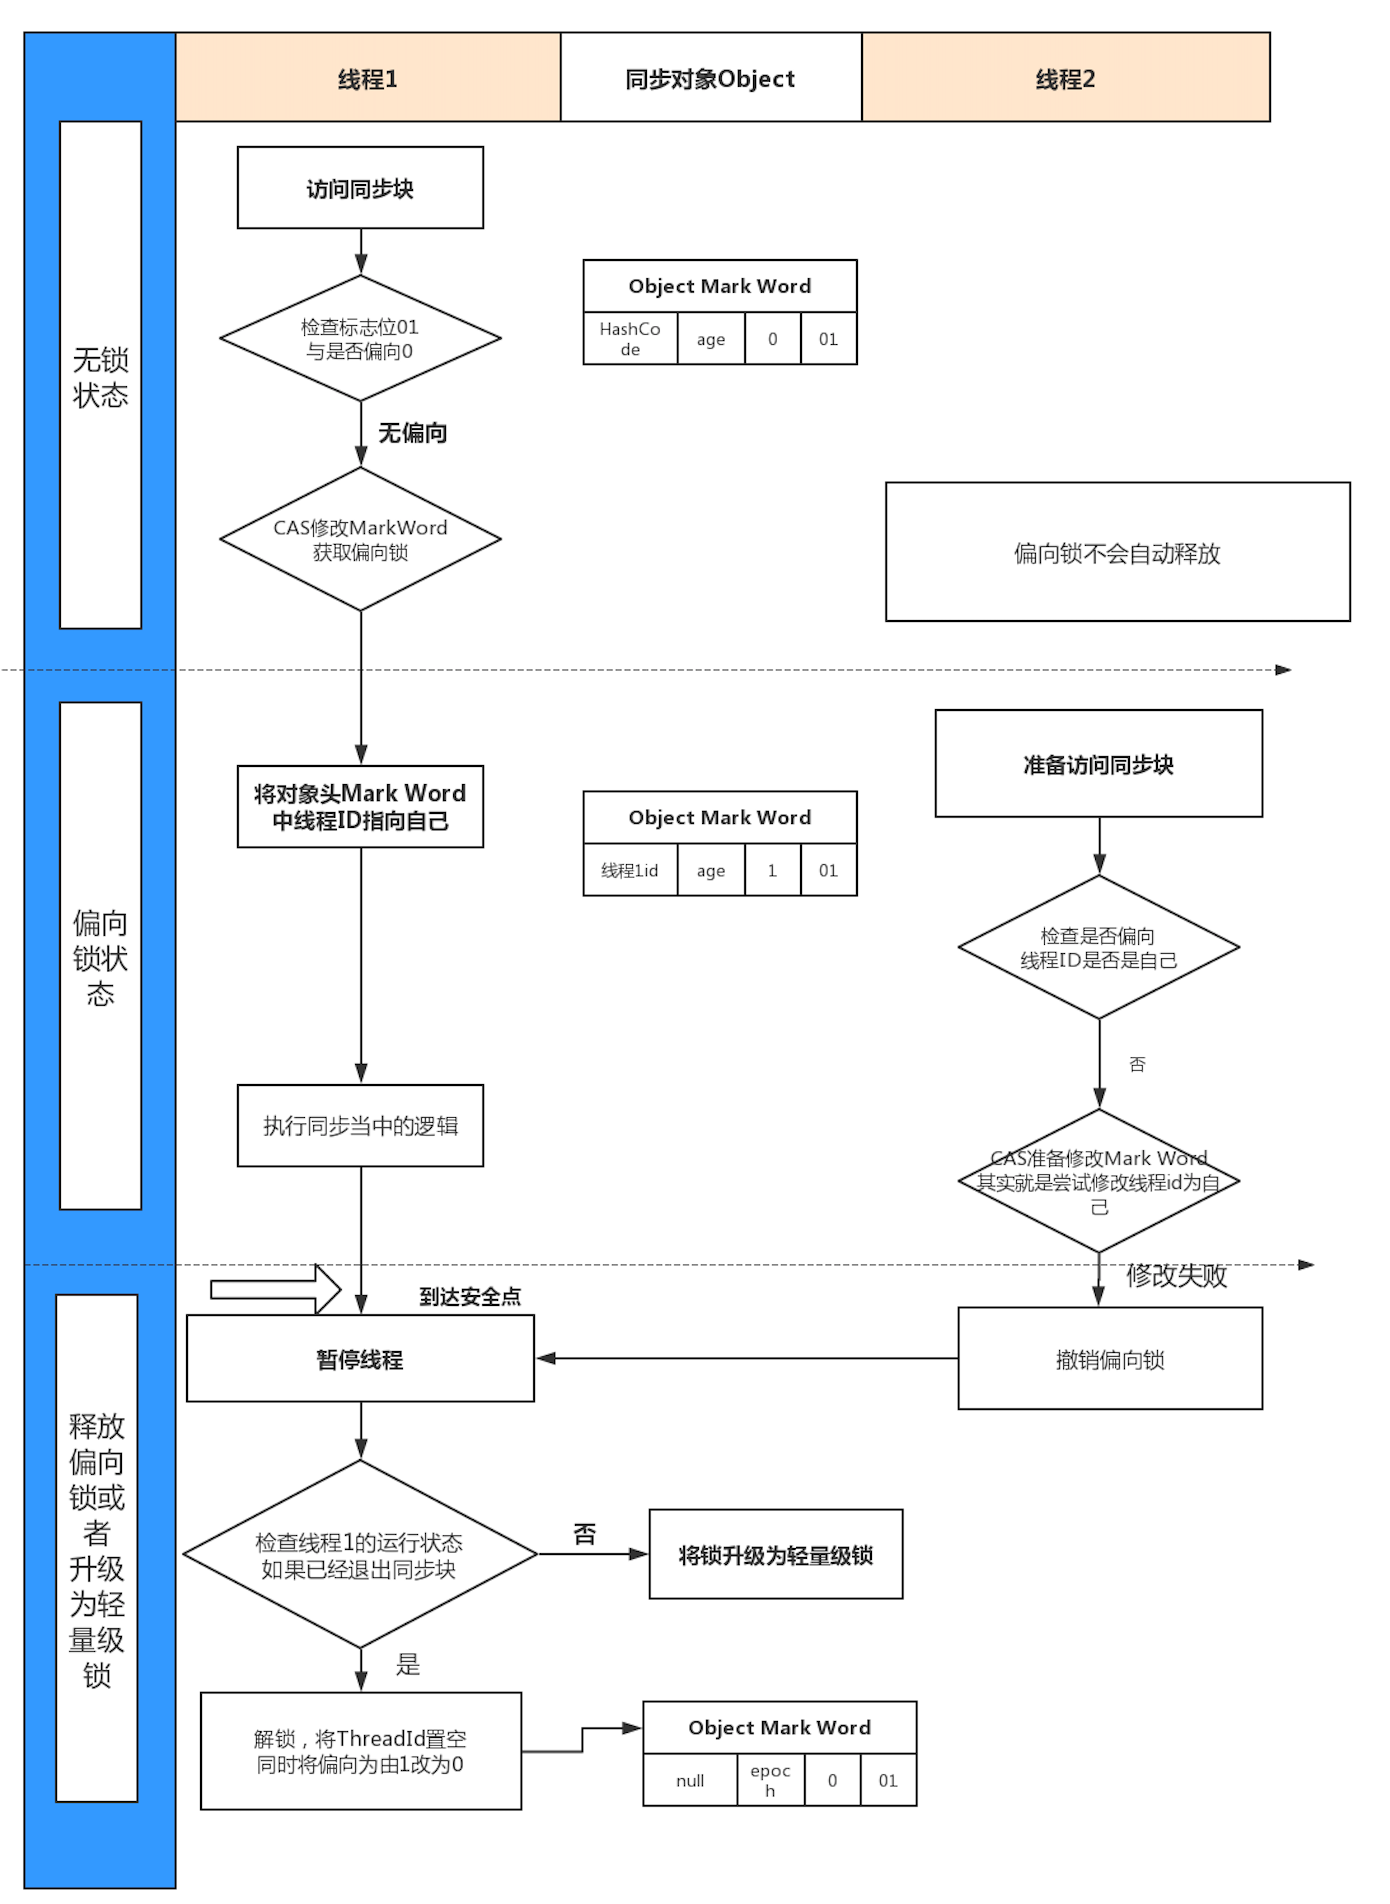 线程1
同步对象Object
线程2
无锁
状态
访问同步块
检查标志位01
与是否偏向0
Object Mark Word
HashCo
de
age
0
01
无偏向
CAS修改MarkWord
获取偏向锁
偏向锁不会自动释放
偏向
锁状
态
将对象头Mark Word
中线程ID指向自己
Object Mark Word
线程1id
age
1
01
准备访问同步块
检查是否偏向
线程ID是否是自己
否
执行同步当中的逻辑
CAS准备修改Mark Word
其实就是尝试修改线程id为自
己
修改失败
到达安全点
释放
偏向
锁或
者
升级
为轻
量级
锁
暂停线程
撤销偏向锁
检查线程1的运行状态
如果已经退出同步块
否
将锁升级为轻量级锁
是
解锁，将ThreadId置空
同时将偏向为由1改为0
Object Mark Word
null
epoc
h
0
01